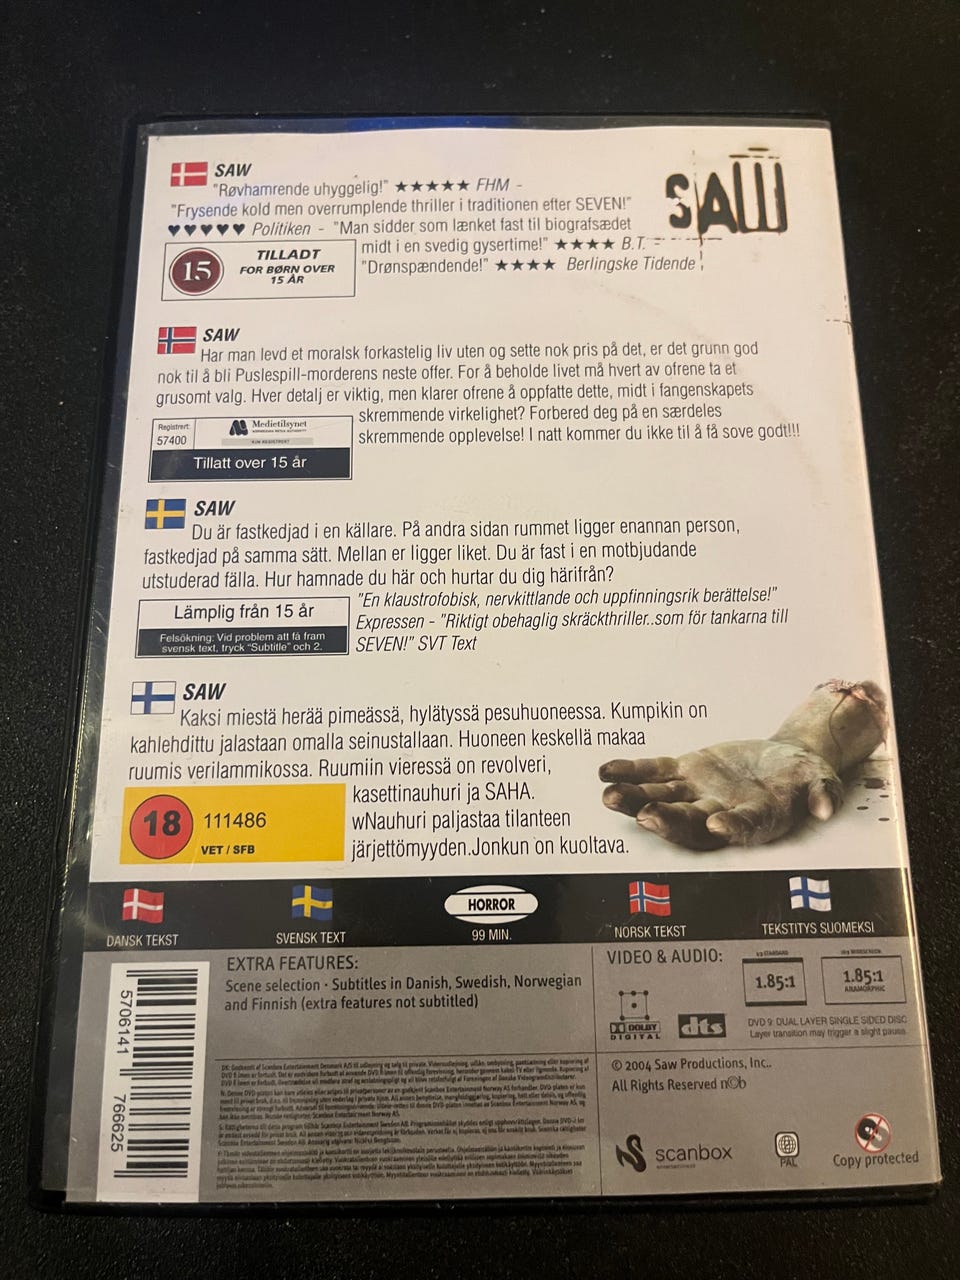 SAW
SAW
"Røvhamrende uhyggelig!" ★★★★★ FHM -
"Frysende kold men overrumplende thriller i traditionen efter SEVEN!"
♥♥♥♥♥ Politiken - "Man sidder som lænket fast til biografsædet
midt i en svedig gysertime!" ★★★★ B.T. -
"Drønspændende!" ★★★★ Berlingske Tidende
15
TILLADT
FOR BØRN OVER
15 ÅR
SAW
Har man levd et moralsk forkastelig liv uten og sette nok pris på det, er det grunn god
nok til å bli Puslespill-morderens neste offer. For å beholde livet må hvert av ofrene ta et
grusomt valg. Hver detalj er viktig, men klarer ofrene å oppfatte dette, midt i fangenskapets
skremmende virkelighet? Forbered deg på en særdeles
skremmende opplevelse! I natt kommer du ikke til å få sove godt!!!
Registrert:
57400
Medietilsynet
NORWEGIAN MEDIA AUTHORITY
KUN REGISTRERT
Tillatt over 15 år
SAW
Du är fastkedjad i en källare. På andra sidan rummet ligger enannan person,
fastkedjad på samma sätt. Mellan er ligger liket. Du är fast i en motbjudande
utstuderad fälla. Hur hamnade du här och hurtar du dig härifrån?
"En klaustrofobisk, nervkittlande och uppfinningsrik berättelse!"
Expressen - "Riktigt obehaglig skräckthriller..som för tankarna till
SEVEN!" SVT Text
Lämplig från 15 år
Felsökning: Vid problem att få fram
svensk text, tryck "Subtitle" och 2.
SAW
Kaksi miestä herää pimeässä, hylätyssä pesuhuoneessa. Kumpikin on
kahlehdittu jalastaan omalla seinustallaan. Huoneen keskellä makaa
ruumis verilammikossa. Ruumiin vieressä on revolveri,
kasettinauhuri ja SAHA.
wNauhuri paljastaa tilanteen
järjettömyyden.Jonkun on kuoltava.
18
111486
VET / SFB
DANSK TEKST
SVENSK TEXT
HORROR
99 MIN.
NORSK TEKST
TEKSTITYS SUOMEKSI
5706141 766625
EXTRA FEATURES:
Scene selection · Subtitles in Danish, Swedish, Norwegian
and Finnish (extra features not subtitled)
VIDEO & AUDIO:
DOLBY
DIGITAL
dts
4:3 STANDARD
1.85:1
16:9 WIDESCREEN
1.85:1
ANAMORPHIC
DVD 9: DUAL LAYER SINGLE SIDED DISC
Layer transition may trigger a slight pause.
© 2004 Saw Productions, Inc..
All Rights Reserved n©b
scanbox
entertainment
PAL
Copy protected